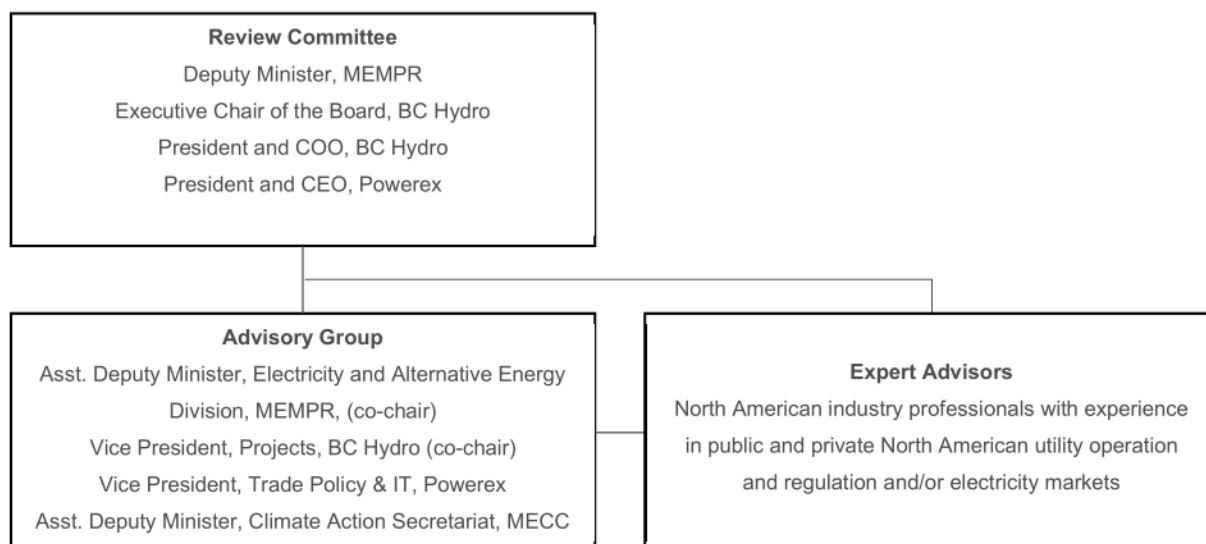 Review Committee
Deputy Minister, MEMPR
Executive Chair of the Board, BC Hydro
President and COO, BC Hydro
President and CEO, Powerex
Advisory Group
Asst. Deputy Minister, Electricity and Alternative Energy
Division, MEMPR, (co-chair)
Vice President, Projects, BC Hydro (co-chair)
Vice President, Trade Policy & IT, Powerex
Asst. Deputy Minister, Climate Action Secretariat, MECC
Expert Advisors
North American industry professionals with experience
in public and private North American utility operation
and regulation and/or electricity markets